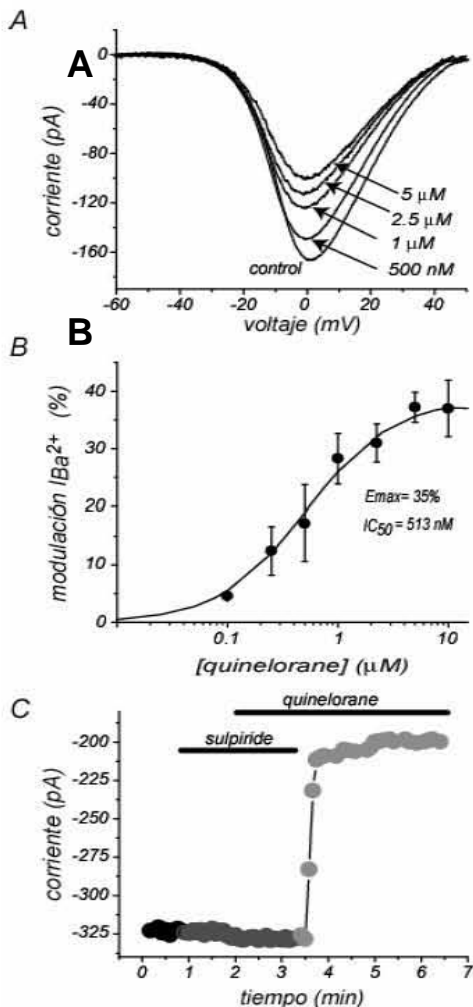 A
A
corriente (pA)
0
-40
-80
-120
-160
5 μM
2.5 μM
1 μM
500 nM
control
-60
-40
-20
0
20
40
voltaje (mV)
B
B
modulación IBa2+ (%)
40
30
20
10
0
Emax= 35%
IC50 = 513 nM
0.1
1
10
[quinelorane] (μM)
C
quinelorane
sulpiride
corriente (pA)
-200
-225
-250
-275
-300
-325
0
1
2
3
4
5
6
7
tiempo (min)